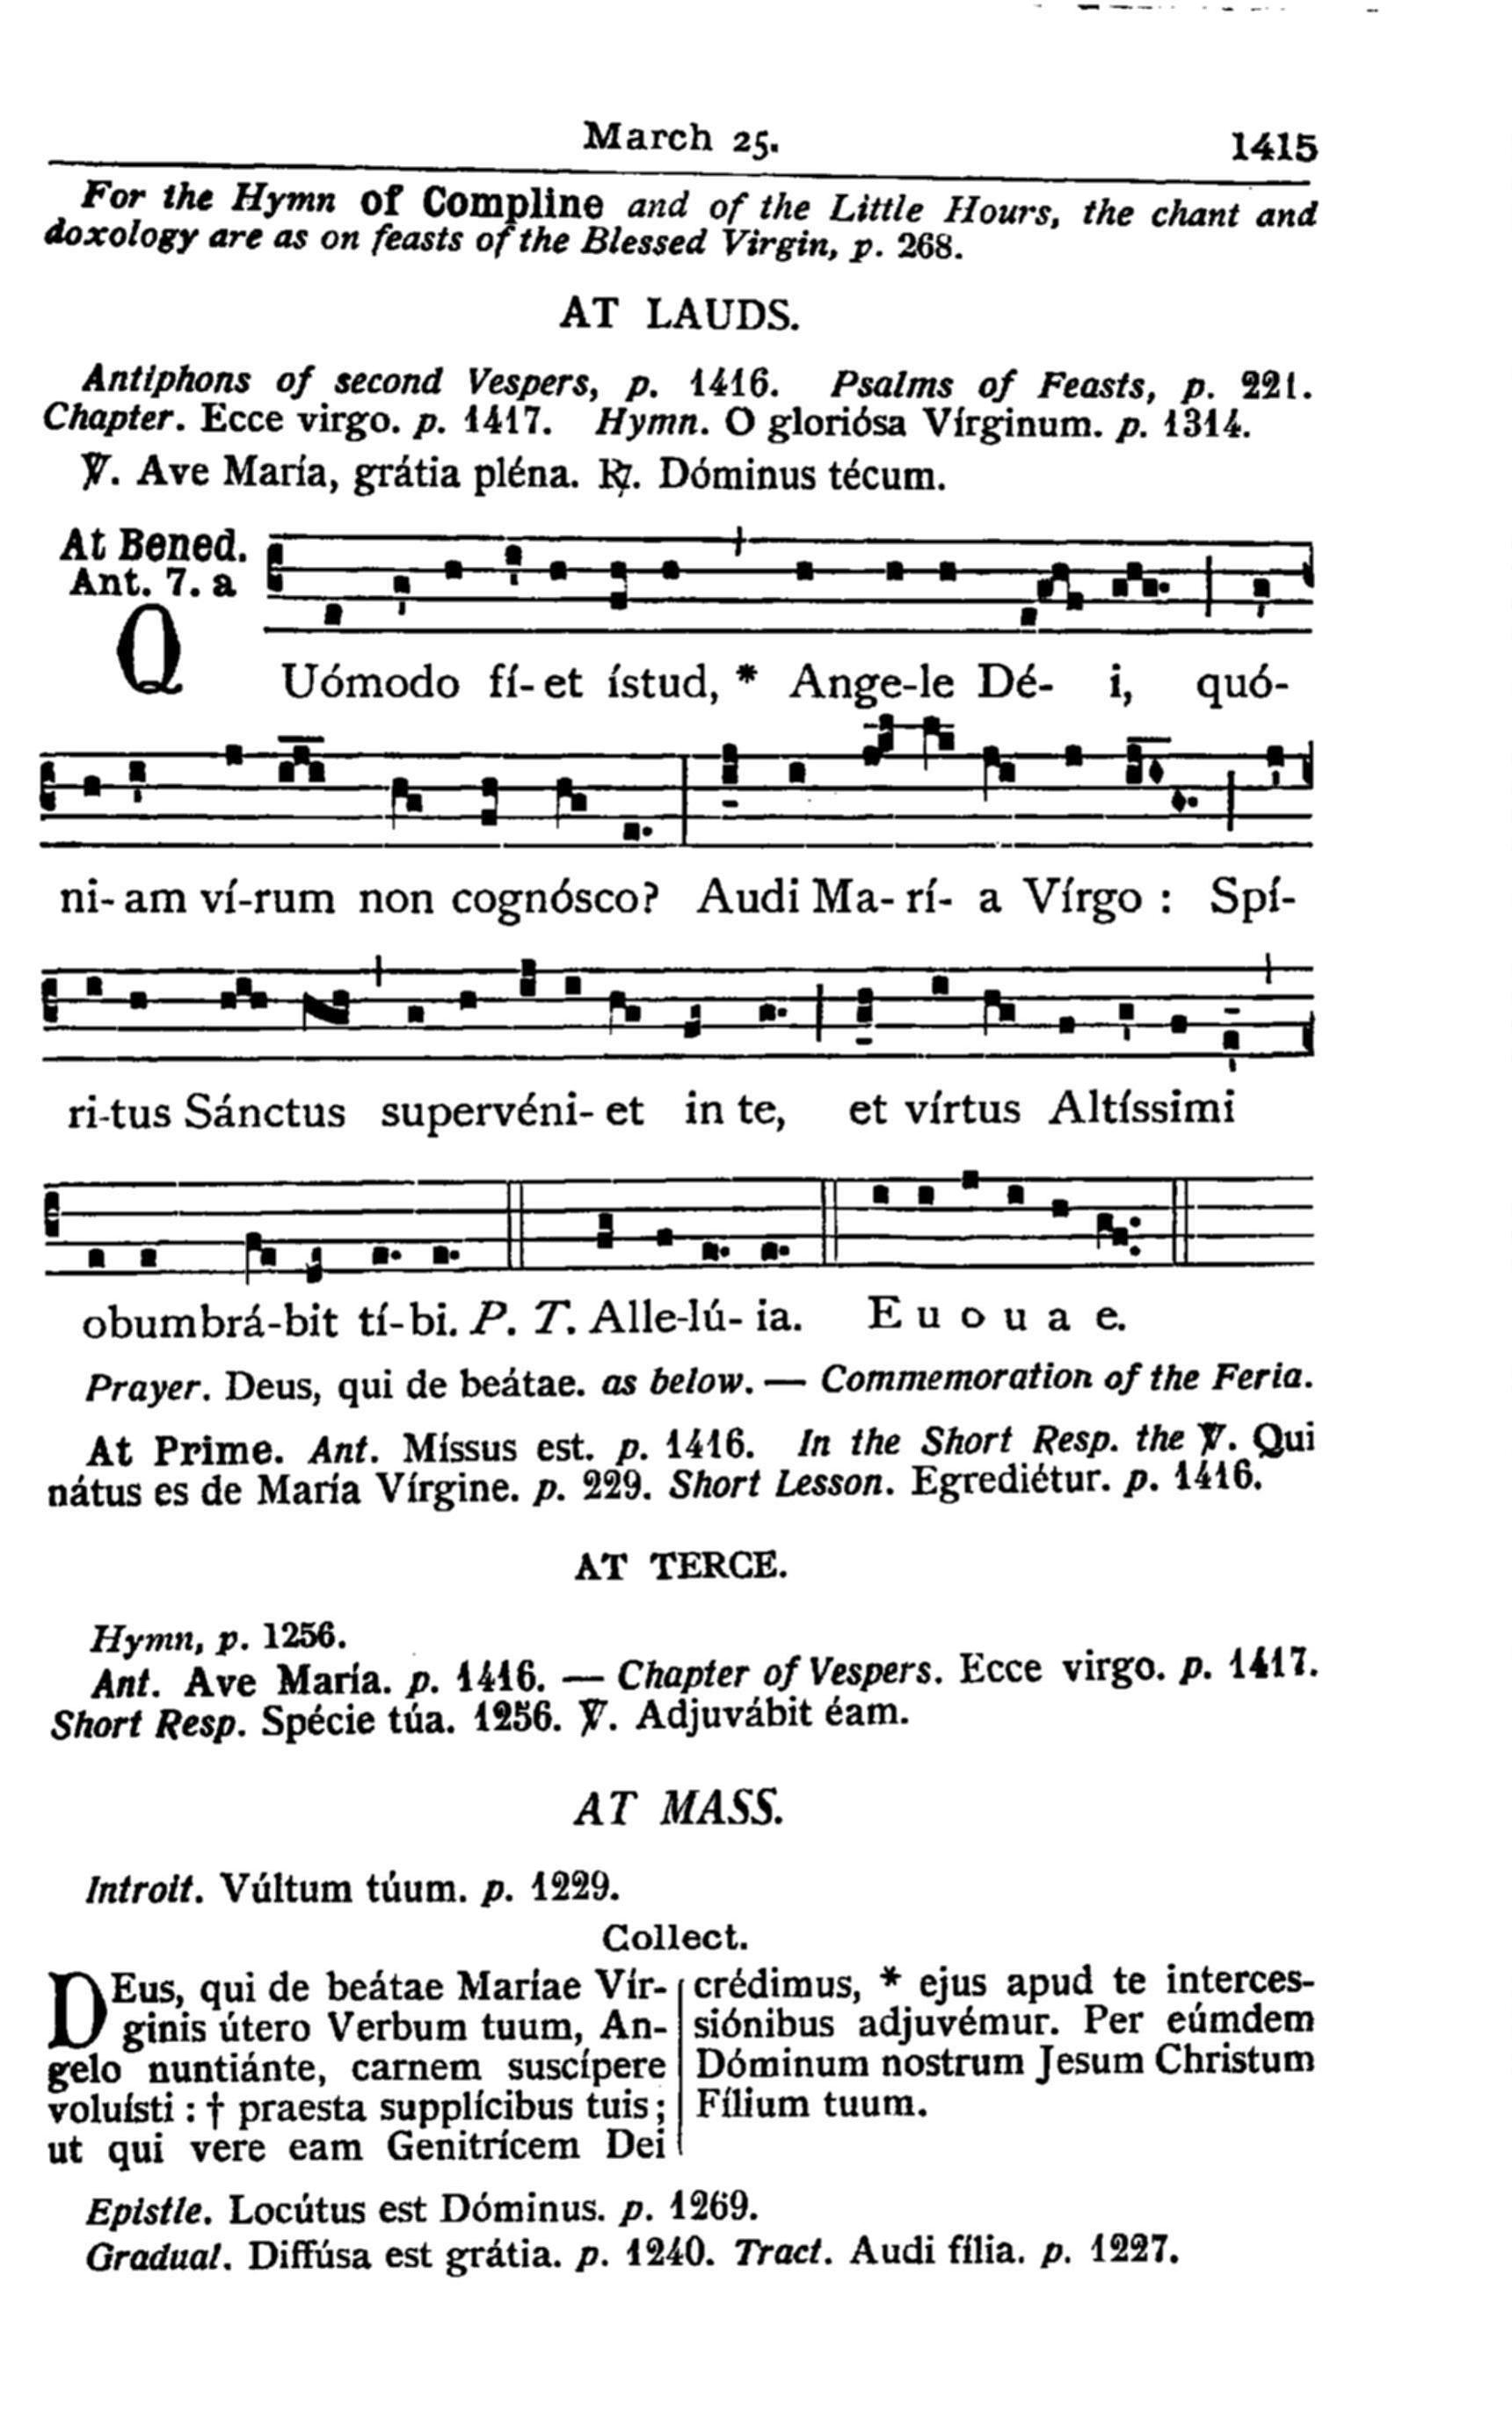 March 25. 1415
For the Hymn of Compline and of the Little Hours, the chant and
doxology are as on feasts of the Blessed Virgin, p. 268.
AT LAUDS.
Antiphons of second Vespers, p. 1416. Psalms of Feasts, p. 221.
Chapter. Ecce virgo. p. 1417. Hymn. O gloriósa Vírginum. p. 1314.
℣. Ave María, grátia pléna. ℟. Dóminus técum.
At Bened.
Ant. 7. a
QUómodo fí- et ístud, * Ange-le Dé- i, quó-
ni- am ví-rum non cognósco? Audi Ma- rí- a Vírgo : Spí-
ri-tus Sánctus supervéni- et in te, et vírtus Altíssimi
obumbrá-bit tí-bi. P. T. Alle-lú- ia. E u o u a e.
Prayer. Deus, qui de beátae. as below. — Commemoration of the Feria.
At Prime. Ant. Míssus est. p. 1416. In the Short Resp. the ℣. Qui
nátus es de María Vírgine. p. 229. Short Lesson. Egrediétur. p. 1416.
AT TERCE.
Hymn, p. 1256.
Ant. Ave María. p. 1416. — Chapter of Vespers. Ecce virgo. p. 1417.
Short Resp. Spécie túa. 1256. ℣. Adjuvábit éam.
AT MASS.
Introit. Vúltum túum. p. 1229.
Collect.
DEus, qui de beátae Maríae Vír-
ginis útero Verbum tuum, An-
gelo nuntiánte, carnem suscípere
voluísti : † praesta supplícibus tuis ;
ut qui vere eam Genitrícem Dei
crédimus, * ejus apud te interces-
siónibus adjuvémur. Per eúmdem
Dóminum nostrum Jesum Christum
Fílium tuum.
Epistle. Locútus est Dóminus. p. 1269.
Gradual. Diffúsa est grátia. p. 1240. Tract. Audi fília. p. 1227.